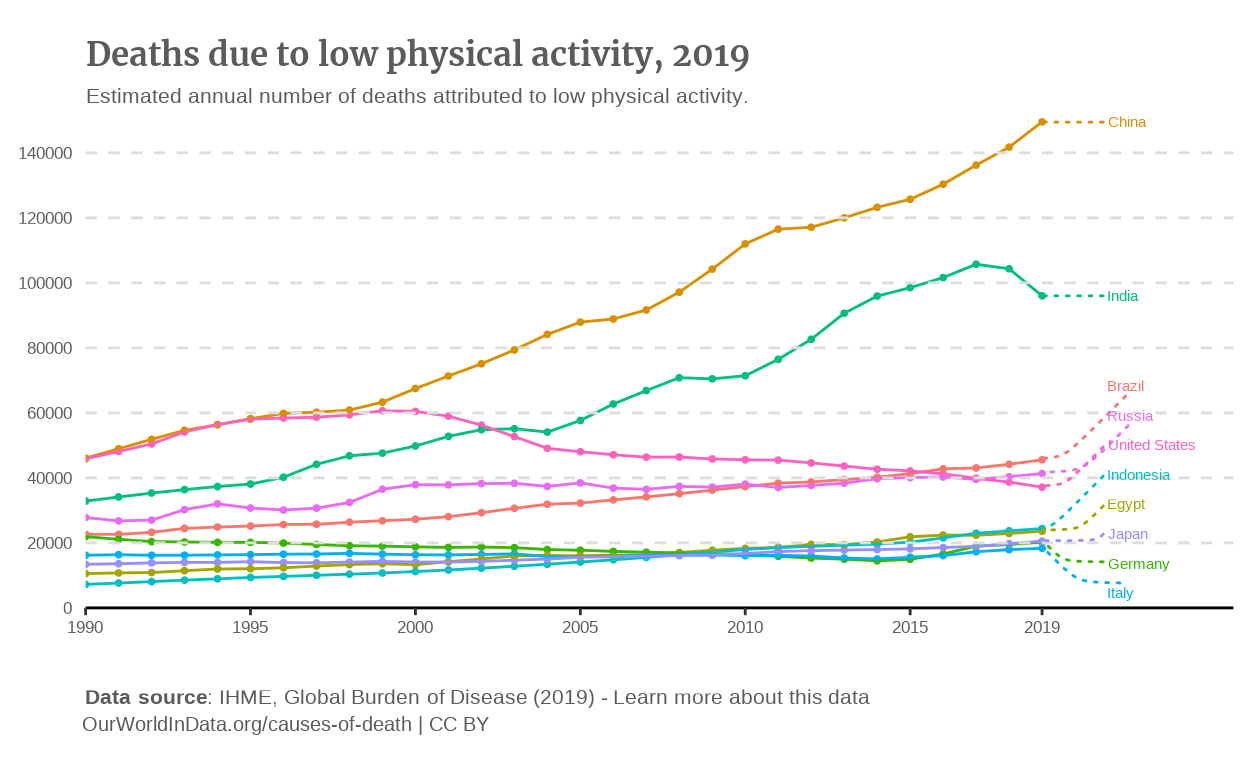 Deaths due to low physical activity, 2019
Estimated annual number of deaths attributed to low physical activity.
China
140000
120000
100000
India
80000
Brazil
60000
Russia
United States
40000
Indonesia
Egypt
20000
Japan
Germany
Italy
0
1990 1995 2000 2005 2010 2015 2019
Data source: IHME, Global Burden of Disease (2019) - Learn more about this data
OurWorldInData.org/causes-of-death | CC BY